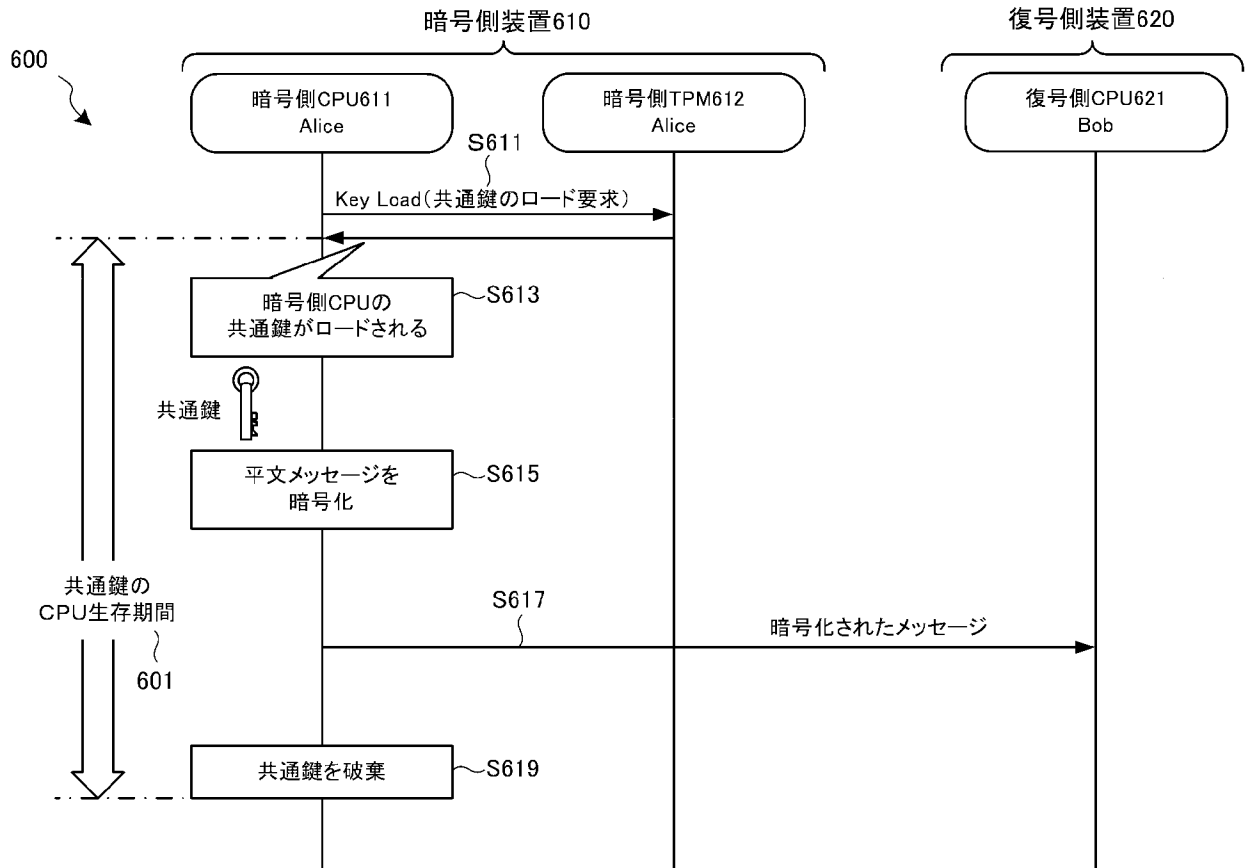 暗号側装置610
復号側装置620
600
暗号側CPU611
Alice
暗号側TPM612
Alice
復号側CPU621
Bob
S611
Key Load(共通鍵のロード要求)
暗号側CPUの
共通鍵がロードされる
S613
共通鍵
平文メッセージを
暗号化
S615
共通鍵の
CPU生存期間
601
S617
暗号化されたメッセージ
共通鍵を破棄
S619